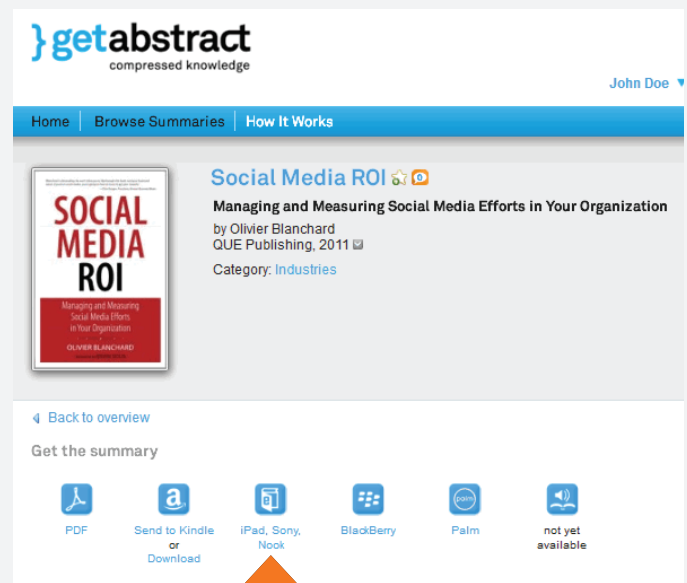 }getabstract
compressed knowledge
John Doe
Home Browse Summaries How It Works
SOCIAL
MEDIA
ROI
Managing and Measuring
Social Media Efforts
in Your Organization
OLIVIER BLANCHARD
Social Media ROI
0
Managing and Measuring Social Media Efforts in Your Organization
by Olivier Blanchard
QUE Publishing, 2011
Category: Industries
Back to overview
Get the summary
a
e
palm
PDF
Send to Kindle
or
Download
iPad, Sony,
Nook
BlackBerry
Palm
not yet
available